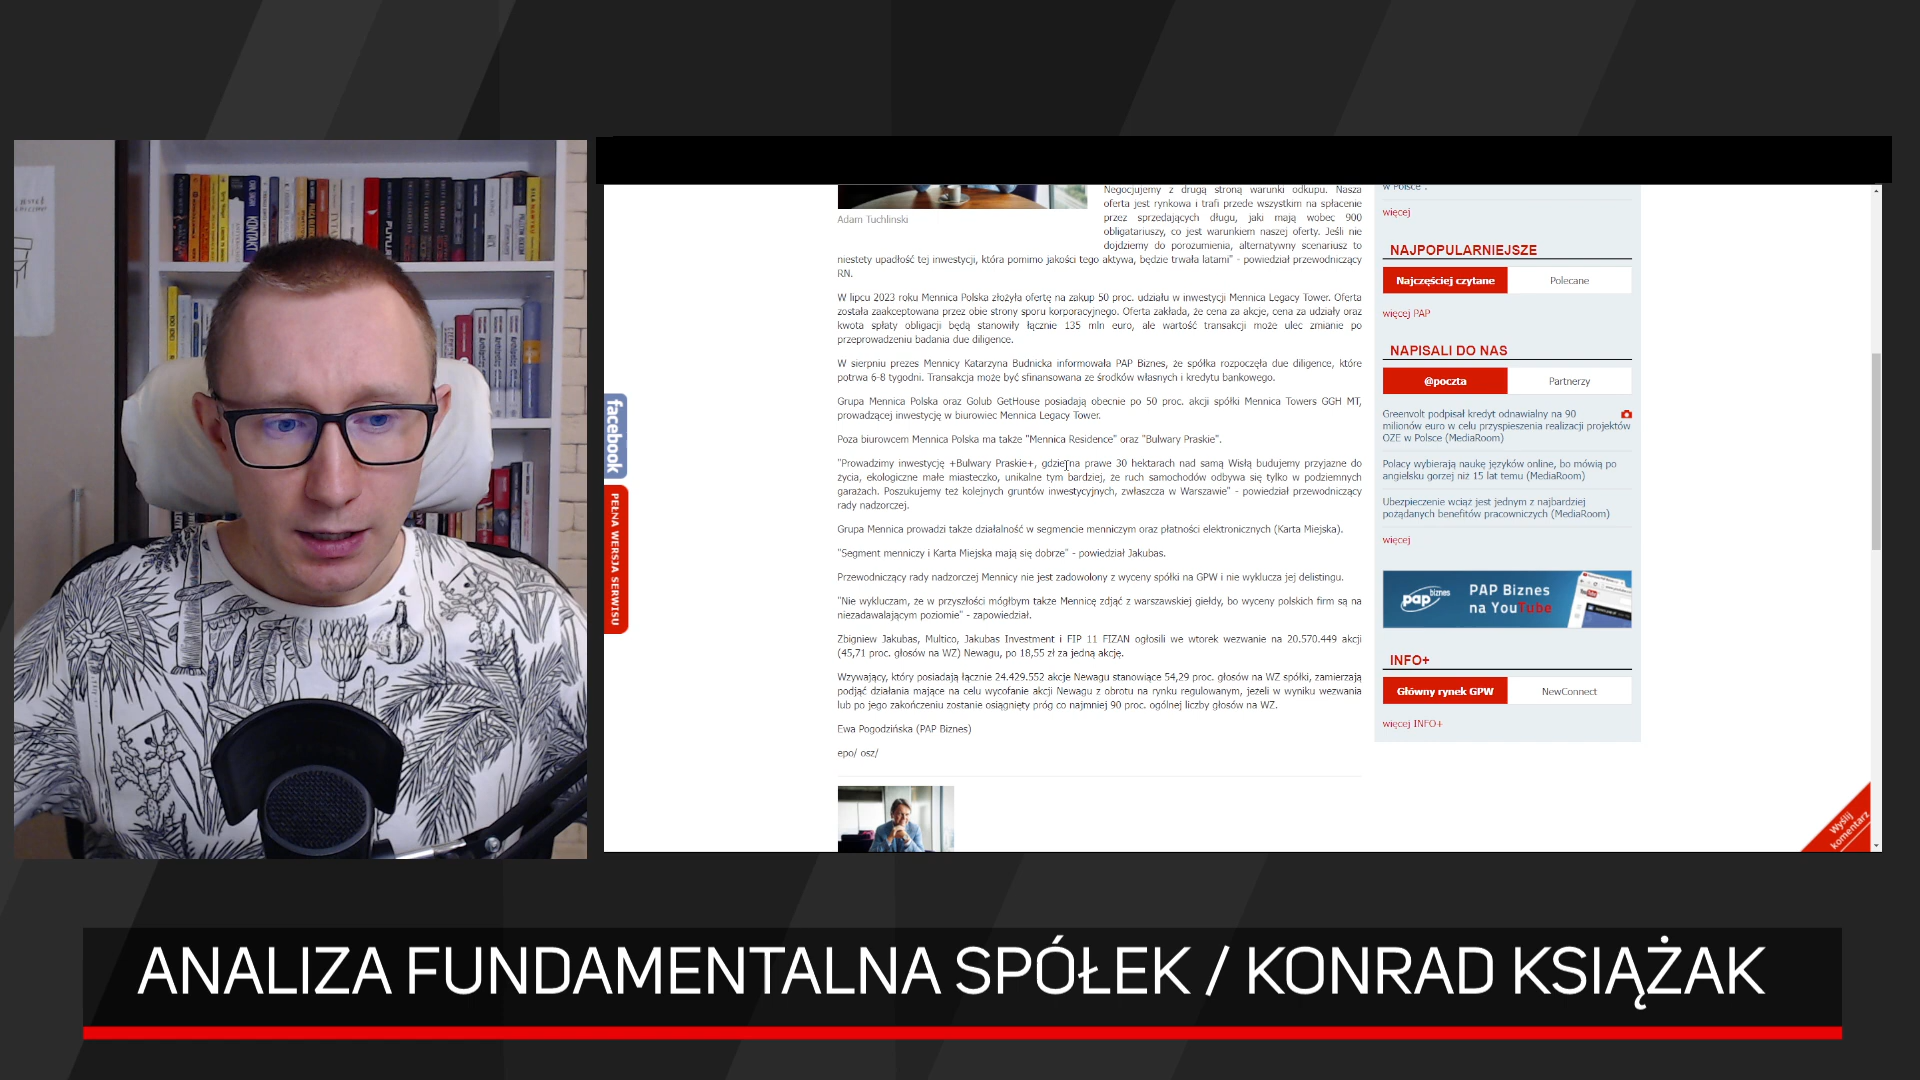 Negocjujemy z drugą stroną warunki odkupu. Nasza
oferta jest rynkowa i trafi przede wszystkim na spłacenie
przez sprzedających długu, jaki mają wobec 900
obligatariuszy, co jest warunkiem naszej oferty. Jeśli nie
dojdziemy do porozumienia, alternatywny scenariusz to
Adam Tuchlinski
niestety upadłość tej inwestycji, która pomimo jakości tego aktywa, będzie trwała latami" - powiedział przewodniczący
RN.
W lipcu 2023 roku Mennica Polska złożyła ofertę na zakup 50 proc. udziału w inwestycji Mennica Legacy Tower. Oferta
została zaakceptowana przez obie strony sporu korporacyjnego. Oferta zakłada, że cena za akcje, cena za udziały oraz
kwota spłaty obligacji będą stanowiły łącznie 135 mln euro, ale wartość transakcji może ulec zmianie po
przeprowadzeniu badania due diligence.
W sierpniu prezes Mennicy Katarzyna Budnicka informowała PAP Biznes, że spółka rozpoczęła due diligence, które
potrwa 6-8 tygodni. Transakcja może być sfinansowana ze środków własnych i kredytu bankowego.
Grupa Mennica Polska oraz Golub GetHouse posiadają obecnie po 50 proc. akcji spółki Mennica Towers GGH MT,
prowadzącej inwestycję w biurowiec Mennica Legacy Tower.
Poza biurowcem Mennica Polska ma także "Mennica Residence" oraz "Bulwary Praskie".
"Prowadzimy inwestycję +Bulwary Praskie+, gdzie na prawe 30 hektarach nad samą Wisłą budujemy przyjazne do
życia, ekologiczne małe miasteczko, unikalne tym bardziej, że ruch samochodów odbywa się tylko w podziemnych
garażach. Poszukujemy też kolejnych gruntów inwestycyjnych, zwłaszcza w Warszawie" - powiedział przewodniczący
rady nadzorczej.
Grupa Mennica prowadzi także działalność w segmencie menniczym oraz płatności elektronicznych (Karta Miejska).
"Segment menniczy i Karta Miejska mają się dobrze" - powiedział Jakubas.
Przewodniczący rady nadzorczej Mennicy nie jest zadowolony z wyceny spółki na GPW i nie wyklucza jej delistingu.
"Nie wykluczam, że w przyszłości mógłbym także Mennicę zdjąć z warszawskiej giełdy, bo wyceny polskich firm są na
niezadawalającym poziomie" - zapowiedział.
Zbigniew Jakubas, Multico, Jakubas Investment i FIP 11 FIZAN ogłosili we wtorek wezwanie na 20.570.449 akcji
(45,71 proc. głosów na WZ) Newagu, po 18,55 zł za jedną akcję.
Wzywający, który posiadają łącznie 24.429.552 akcje Newagu stanowiące 54,29 proc. głosów na WZ spółki, zamierzają
podjąć działania mające na celu wycofanie akcji Newagu z obrotu na rynku regulowanym, jeżeli w wyniku wezwania
lub po jego zakończeniu zostanie osiągnięty próg co najmniej 90 proc. ogólnej liczby głosów na WZ.
Ewa Pogodzińska (PAP Biznes)
epo/ osz/
facebook
PEŁNA WERSJA SERWISU
w Polsce".
więcej
NAJPOPULARNIEJSZE
Najczęściej czytane Polecane
więcej PAP
NAPISALI DO NAS
@poczta Partnerzy
Greenvolt podpisał kredyt odnawialny na 90
milionów euro w celu przyspieszenia realizacji projektów
OZE w Polsce (MediaRoom)
Polacy wybierają naukę języków online, bo mówią po
angielsku gorzej niż 15 lat temu (MediaRoom)
Ubezpieczenie wciąż jest jednym z najbardziej
pożądanych benefitów pracowniczych (MediaRoom)
więcej
pap biznes
PAP Biznes
na YouTube
INFO+
Główny rynek GPW NewConnect
więcej INFO+
Wyślij
komentarz
KONTAKT
FUTU
ANALIZA FUNDAMENTALNA SPÓŁEK / KONRAD KSIĄŻAK